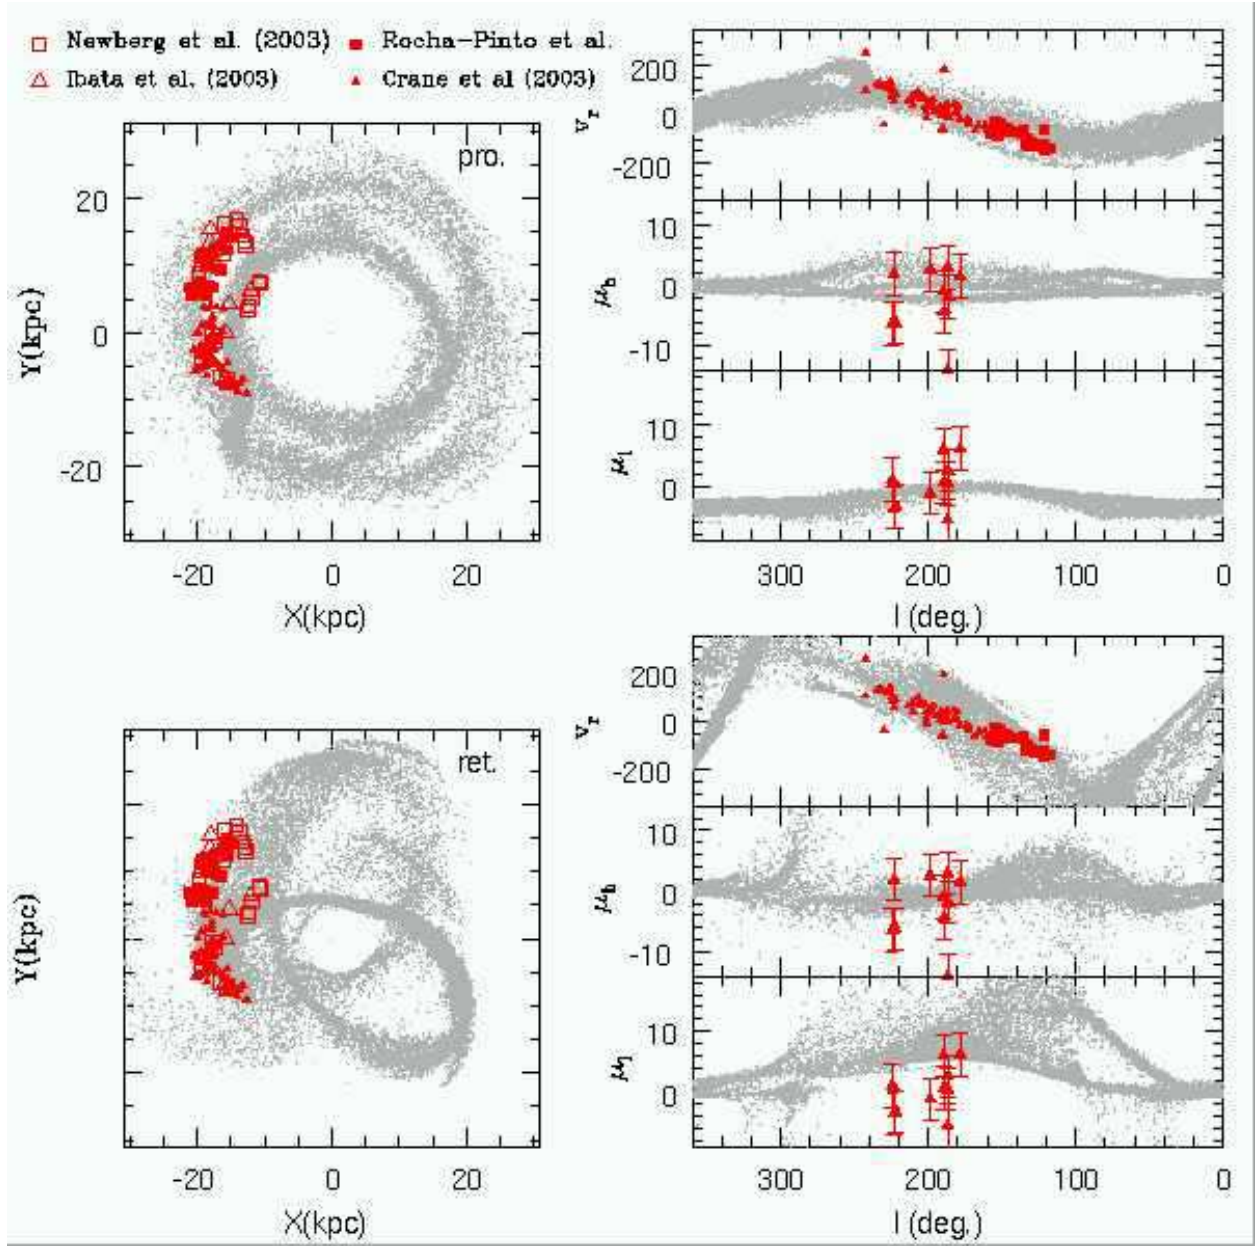 Newberg et al. (2003) Rocha-Pinto et al.
Ibata et al. (2003) Crane et al (2003)
pro.
20
0
-20
Y(kpc)
-20 0 20
X(kpc)
200
0
-200
v_r
10
0
-10
μ_b
10
0
μ_l
300 200 100 0
l (deg.)
ret.
Y(kpc)
-20 0 20
X(kpc)
200
0
-200
v_r
10
0
-10
μ_b
10
0
μ_l
300 200 100 0
l (deg.)